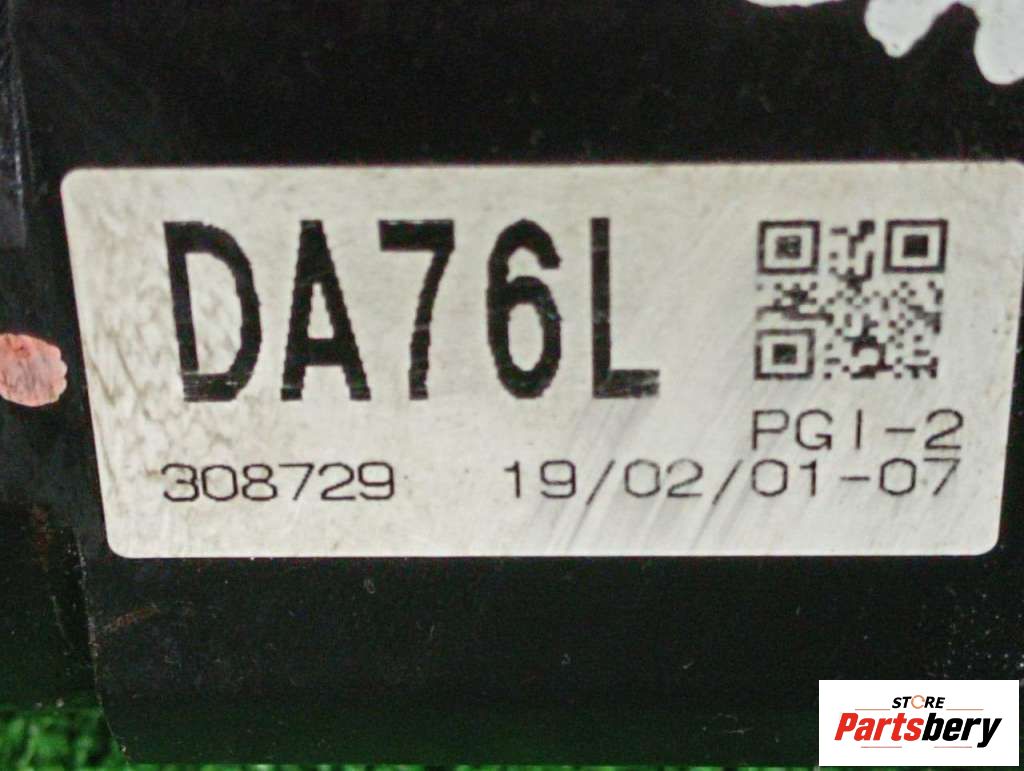 DA76L
PGI-2
308729 19/02/01-07
STORE
Partsbery